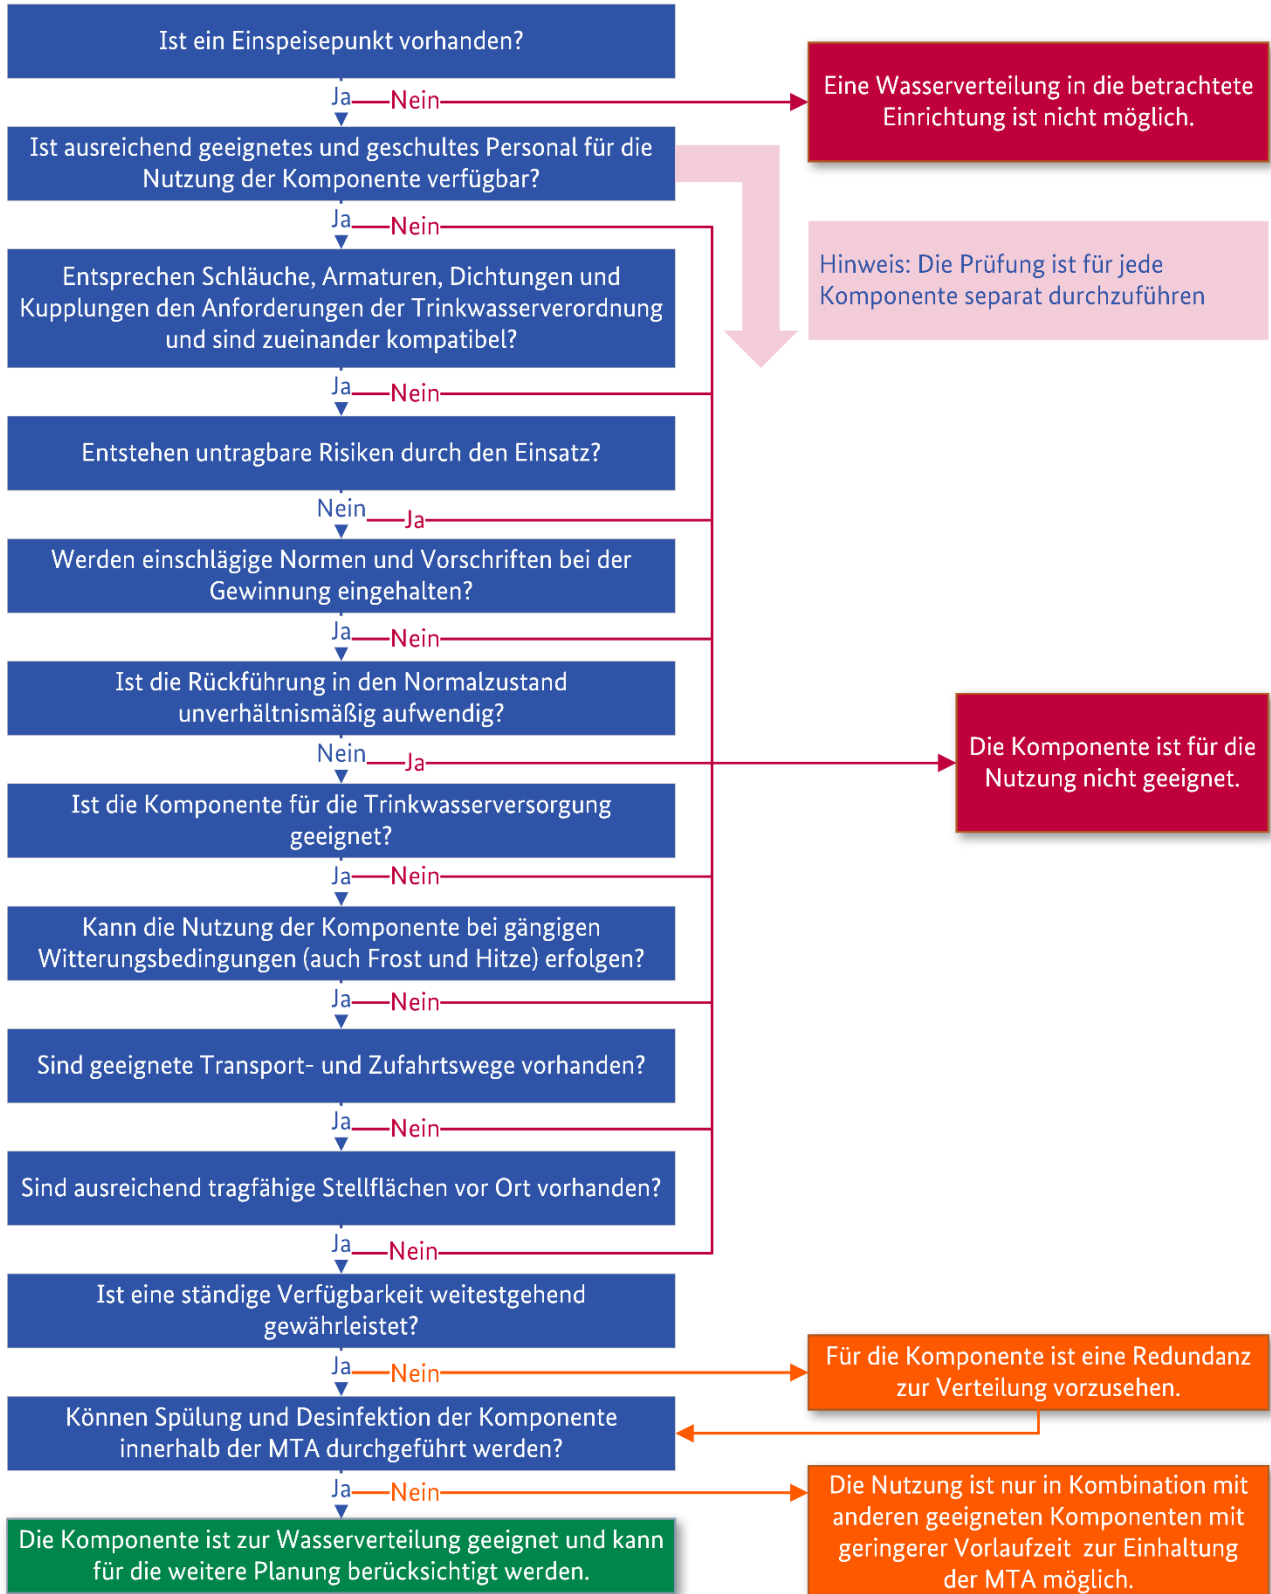 Ist ein Einspeisepunkt vorhanden?
Ja
Nein
Eine Wasserverteilung in die betrachtete
Einrichtung ist nicht möglich.
Ist ausreichend geeignetes und geschultes Personal für die
Nutzung der Komponente verfügbar?
Ja
Nein
Hinweis: Die Prüfung ist für jede
Komponente separat durchzuführen
Entsprechen Schläuche, Armaturen, Dichtungen und
Kupplungen den Anforderungen der Trinkwasserverordnung
und sind zueinander kompatibel?
Ja
Nein
Entstehen untragbare Risiken durch den Einsatz?
Nein
Ja
Werden einschlägige Normen und Vorschriften bei der
Gewinnung eingehalten?
Ja
Nein
Ist die Rückführung in den Normalzustand
unverhältnismäßig aufwendig?
Nein
Ja
Die Komponente ist für die
Nutzung nicht geeignet.
Ist die Komponente für die Trinkwasserversorgung
geeignet?
Ja
Nein
Kann die Nutzung der Komponente bei gängigen
Witterungsbedingungen (auch Frost und Hitze) erfolgen?
Ja
Nein
Sind geeignete Transport- und Zufahrtswege vorhanden?
Ja
Nein
Sind ausreichend tragfähige Stellflächen vor Ort vorhanden?
Ja
Nein
Ist eine ständige Verfügbarkeit weitestgehend
gewährleistet?
Ja
Nein
Für die Komponente ist eine Redundanz
zur Verteilung vorzusehen.
Können Spülung und Desinfektion der Komponente
innerhalb der MTA durchgeführt werden?
Ja
Nein
Die Nutzung ist nur in Kombination mit
anderen geeigneten Komponenten mit
geringerer Vorlaufzeit zur Einhaltung
der MTA möglich.
Die Komponente ist zur Wasserverteilung geeignet und kann
für die weitere Planung berücksichtigt werden.